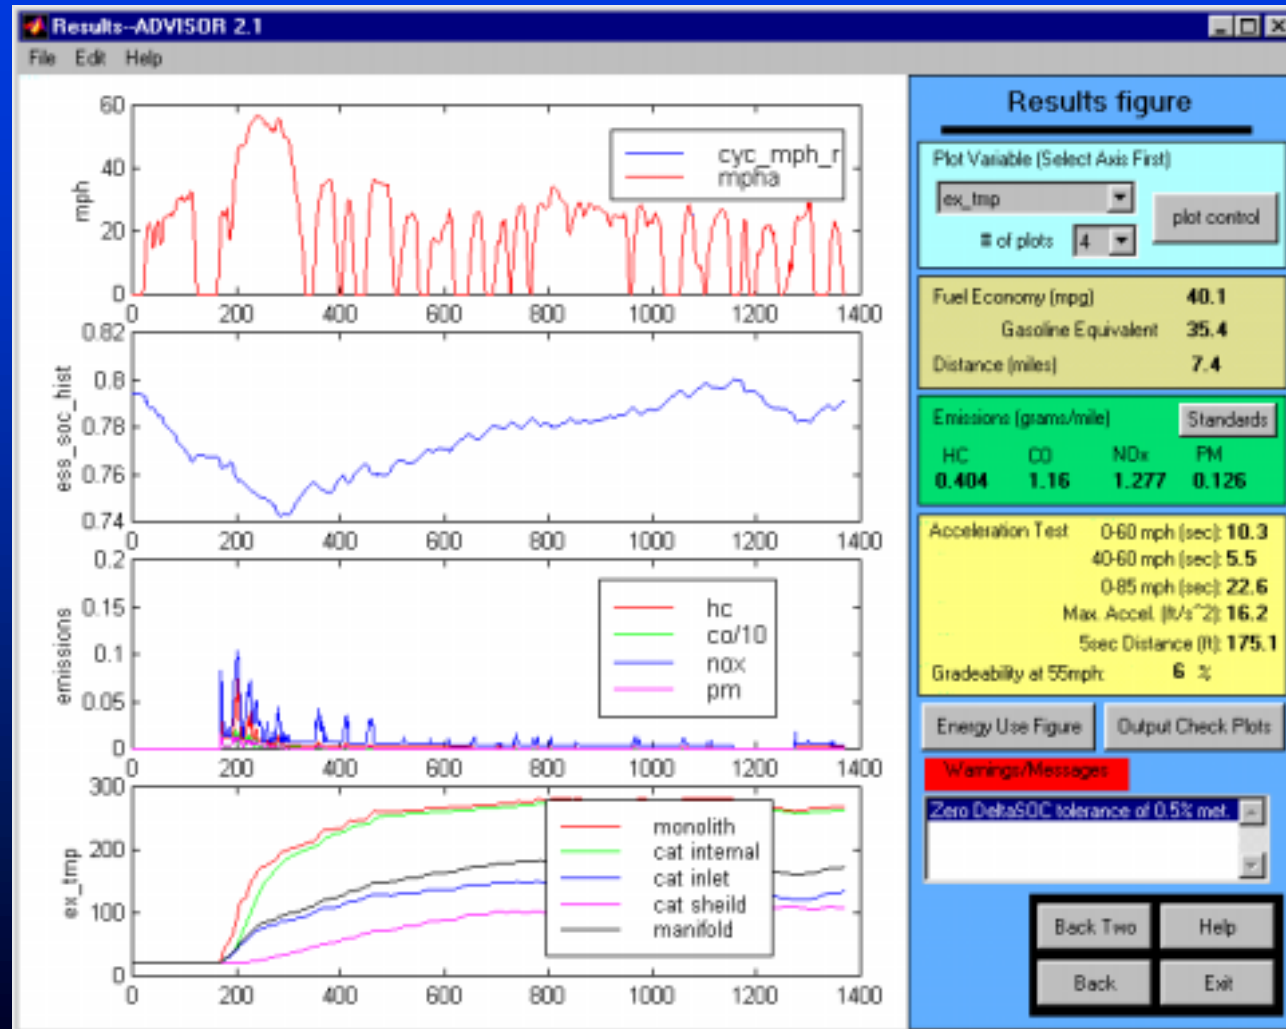 Results--ADVISOR 2.1
File Edit Help
60
40
20
0
mph
cyc_mph_r
mpha
0 200 400 600 800 1000 1200 1400
0.82
0.8
0.78
0.76
0.74
ess_soc_hist
0 200 400 600 800 1000 1200 1400
0.2
0.15
0.1
0.05
0
emissions
hc
co/10
nox
pm
0 200 400 600 800 1000 1200 1400
300
200
100
0
ex_tmp
monolith
cat internal
cat inlet
cat sheild
manifold
0 200 400 600 800 1000 1200 1400
Results figure
Plot Variable (Select Axis First)
ex_tmp
plot control
# of plots 4
Fuel Economy (mpg) 40.1
Gasoline Equivalent 35.4
Distance (miles) 7.4
Emissions (grams/mile) Standards
HC CO NOx PM
0.404 1.16 1.277 0.126
Acceleration Test 0-60 mph (sec): 10.3
40-60 mph (sec): 5.5
0-85 mph (sec): 22.6
Max. Accel. (ft/s^2): 16.2
5sec Distance (ft): 175.1
Gradeability at 55mph: 6 %
Energy Use Figure Output Check Plots
Warnings/Messages
Zero DeltaSOC tolerance of 0.5% met.
Back Two Help
Back Exit